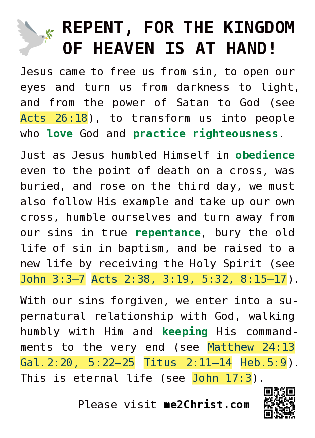 REPENT, FOR THE KINGDOM
OF HEAVEN IS AT HAND!
Jesus came to free us from sin, to open our
eyes and turn us from darkness to light,
and from the power of Satan to God (see
Acts 26:18), to transform us into people
who love God and practice righteousness.
Just as Jesus humbled Himself in obedience
even to the point of death on a cross, was
buried, and rose on the third day, we must
also follow His example and take up our own
cross, humble ourselves and turn away from
our sins in true repentance, bury the old
life of sin in baptism, and be raised to a
new life by receiving the Holy Spirit (see
John 3:3–7 Acts 2:38, 3:19, 5:32, 8:15–17).
With our sins forgiven, we enter into a su-
pernatural relationship with God, walking
humbly with Him and keeping His command-
ments to the very end (see Matthew 24:13
Gal.2:20, 5:22–25 Titus 2:11–14 Heb.5:9).
This is eternal life (see John 17:3).
Please visit me2Christ.com